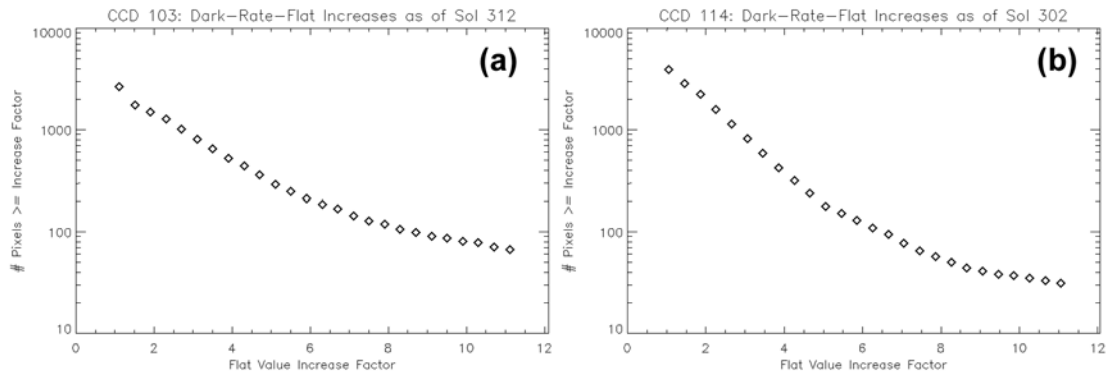 CCD 103: Dark-Rate-Flat Increases as of Sol 312
(a)
10000
1000
100
10
# Pixels >= Increase Factor
0 2 4 6 8 10 12
Flat Value Increase Factor
CCD 114: Dark-Rate-Flat Increases as of Sol 302
(b)
10000
1000
100
10
# Pixels >= Increase Factor
0 2 4 6 8 10 12
Flat Value Increase Factor